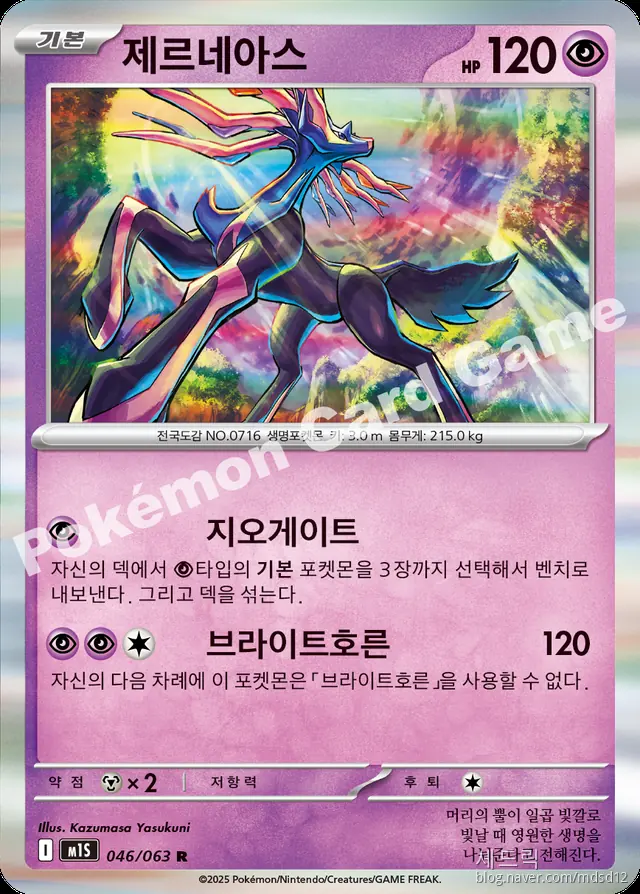 기본
제르네아스
HP 120
전국도감 NO.0716 생명포켓몬 키: 3.0 m 몸무게: 215.0 kg
Pokémon Card Game
지오게이트
자신의 덱에서 타입의 기본 포켓몬을 3장까지 선택해서 벤치로
내보낸다. 그리고 덱을 섞는다.
브라이트호른 120
자신의 다음 차례에 이 포켓몬은 「브라이트호른」을 사용할 수 없다.
약점 ×2 저항력 후퇴
Illus. Kazumasa Yasukuni
I M1S 046/063 R
머리의 뿔이 일곱 빛깔로
빛날 때 영원한 생명을
나눠준다고 전해진다.
©2025 Pokémon/Nintendo/Creatures/GAME FREAK.
blog.naver.com/mdsd12